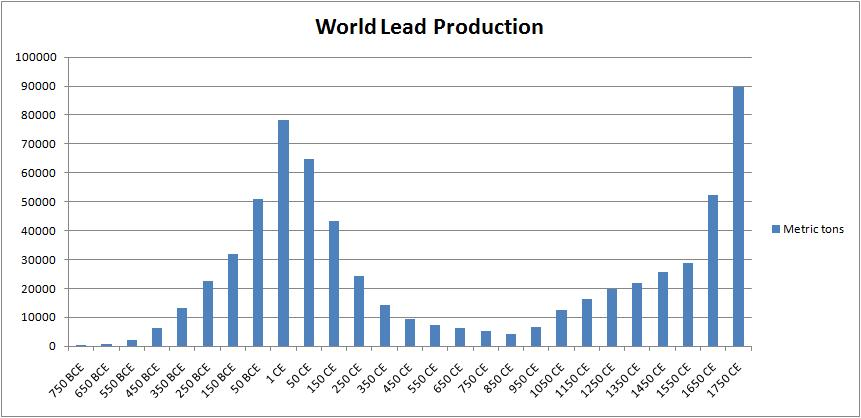 World Lead Production
100000
90000
80000
70000
60000
50000
40000
30000
20000
10000
0
750 BCE
650 BCE
550 BCE
450 BCE
350 BCE
250 BCE
150 BCE
50 BCE
1 CE
50 CE
150 CE
250 CE
350 CE
450 CE
550 CE
650 CE
750 CE
850 CE
950 CE
1050 CE
1150 CE
1250 CE
1350 CE
1450 CE
1550 CE
1650 CE
1750 CE
Metric tons